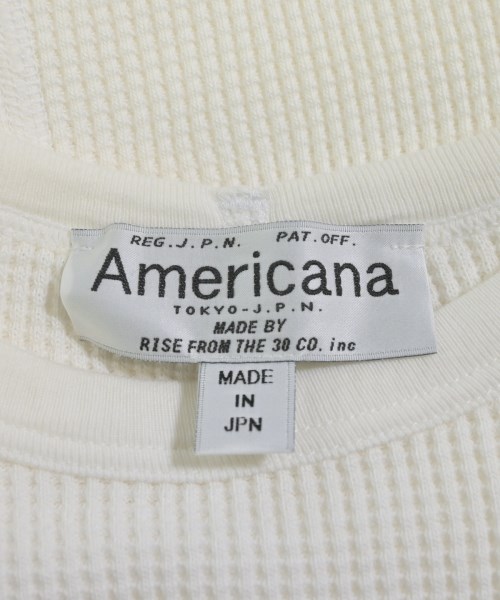 REG.J.P.N. PAT.OFF.
Americana
TOKYO-J.P.N.
MADE BY
RISE FROM THE 30 CO. inc
MADE
IN
JPN